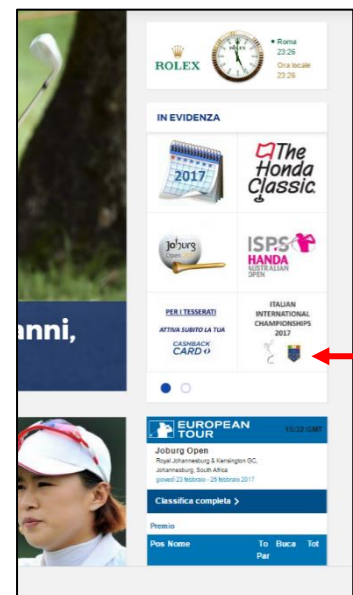 ROLEX
• Roma
23:26
Ora locale
23:26
IN EVIDENZA
2017
The
Honda
Classic
Joburg
Open
ISPS
HANDA
AUSTRALIAN
OPEN
PER I TESSERATI
ATTIVA SUBITO LA TUA
CASHBACK
CARD
ITALIAN
INTERNATIONAL
CHAMPIONSHIPS
2017
anni,
EUROPEAN
TOUR
15:32 GMT
Joburg Open
Royal Johannesburg & Kensington GC,
Johannesburg, South Africa
giovedì 23 febbraio - 26 febbraio 2017
Classifica completa >
Premio
Pos Nome To Par Buca Tot